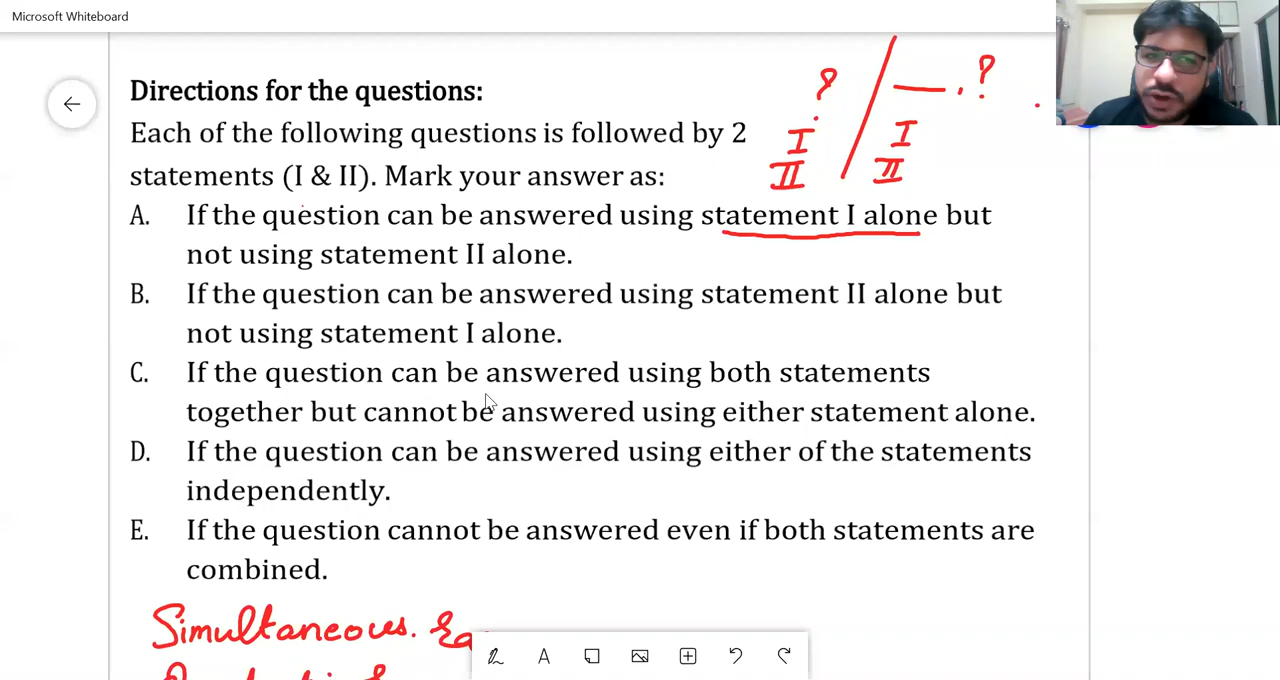 Microsoft Whiteboard
Directions for the questions:
Each of the following questions is followed by 2
statements (I & II). Mark your answer as:
A. If the question can be answered using statement I alone but
not using statement II alone.
B. If the question can be answered using statement II alone but
not using statement I alone.
C. If the question can be answered using both statements
together but cannot be answered using either statement alone.
D. If the question can be answered using either of the statements
independently.
E. If the question cannot be answered even if both statements are
combined.
? / — . ?
I I
II II
Simultaneous.
A